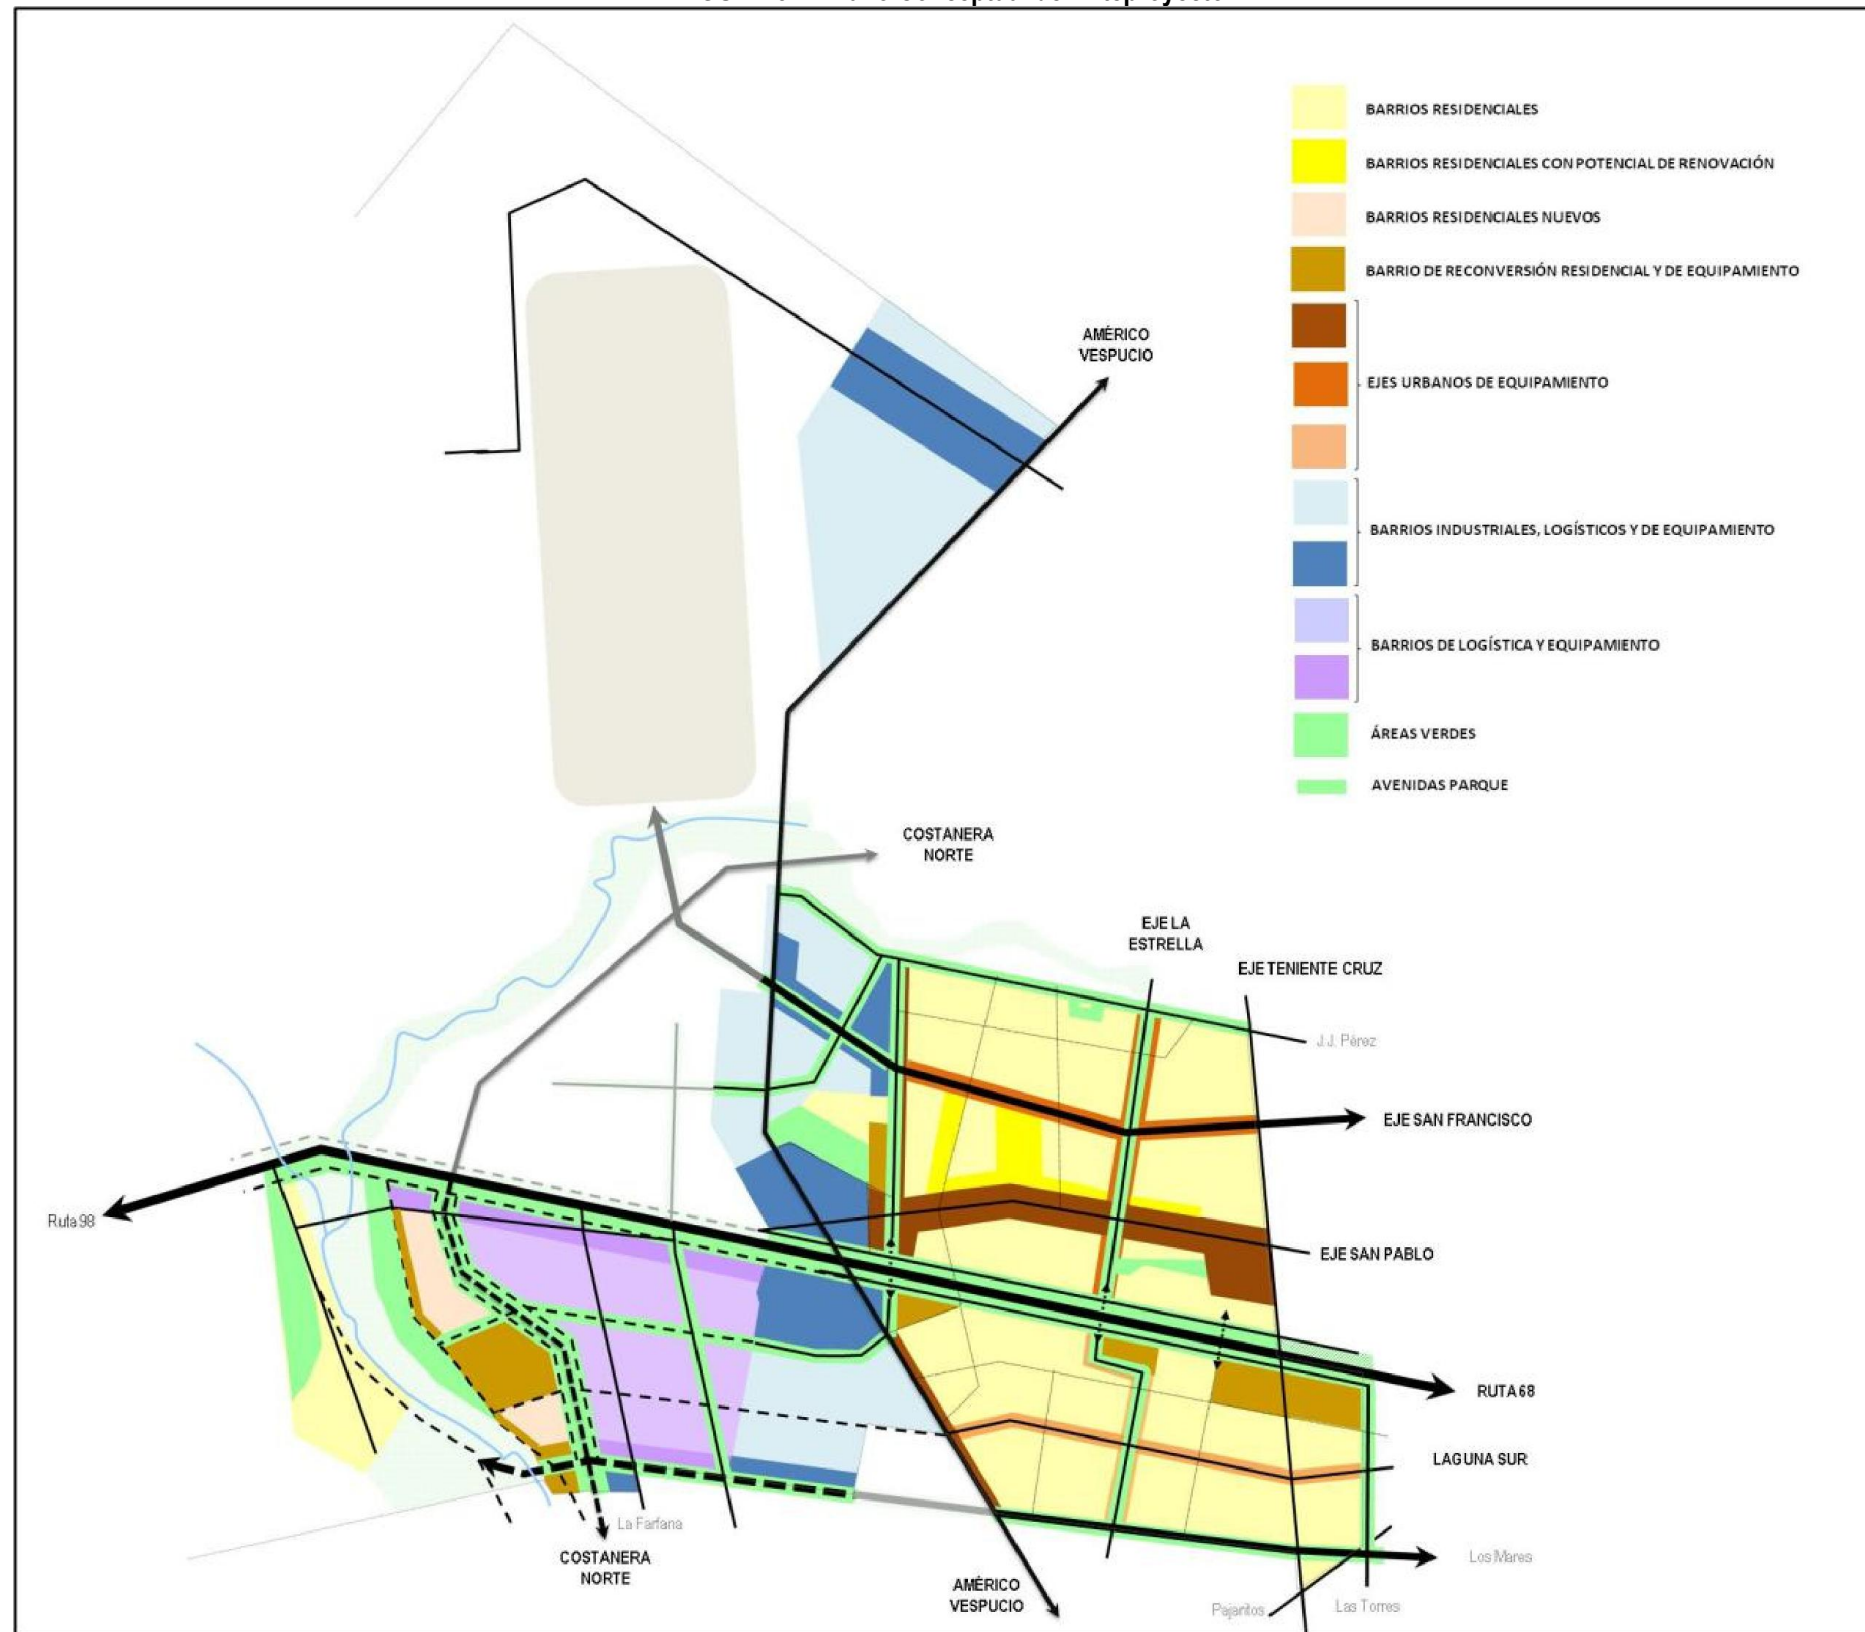 BARRIOS RESIDENCIALES
BARRIOS RESIDENCIALES CON POTENCIAL DE RENOVACIÓN
BARRIOS RESIDENCIALES NUEVOS
BARRIO DE RECONVERSIÓN RESIDENCIAL Y DE EQUIPAMIENTO
EJES URBANOS DE EQUIPAMIENTO
BARRIOS INDUSTRIALES, LOGÍSTICOS Y DE EQUIPAMIENTO
BARRIOS DE LOGÍSTICA Y EQUIPAMIENTO
ÁREAS VERDES
AVENIDAS PARQUE
AMÉRICO
VESPUCIO
COSTANERA
NORTE
EJE LA
ESTRELLA
EJE TENIENTE CRUZ
J.J. Pérez
EJE SAN FRANCISCO
Ruta 98
EJE SAN PABLO
RUTA 68
LAGUNA SUR
La Farfana
COSTANERA
NORTE
Los Mares
AMÉRICO
VESPUCIO
Pajaritos
Las Torres